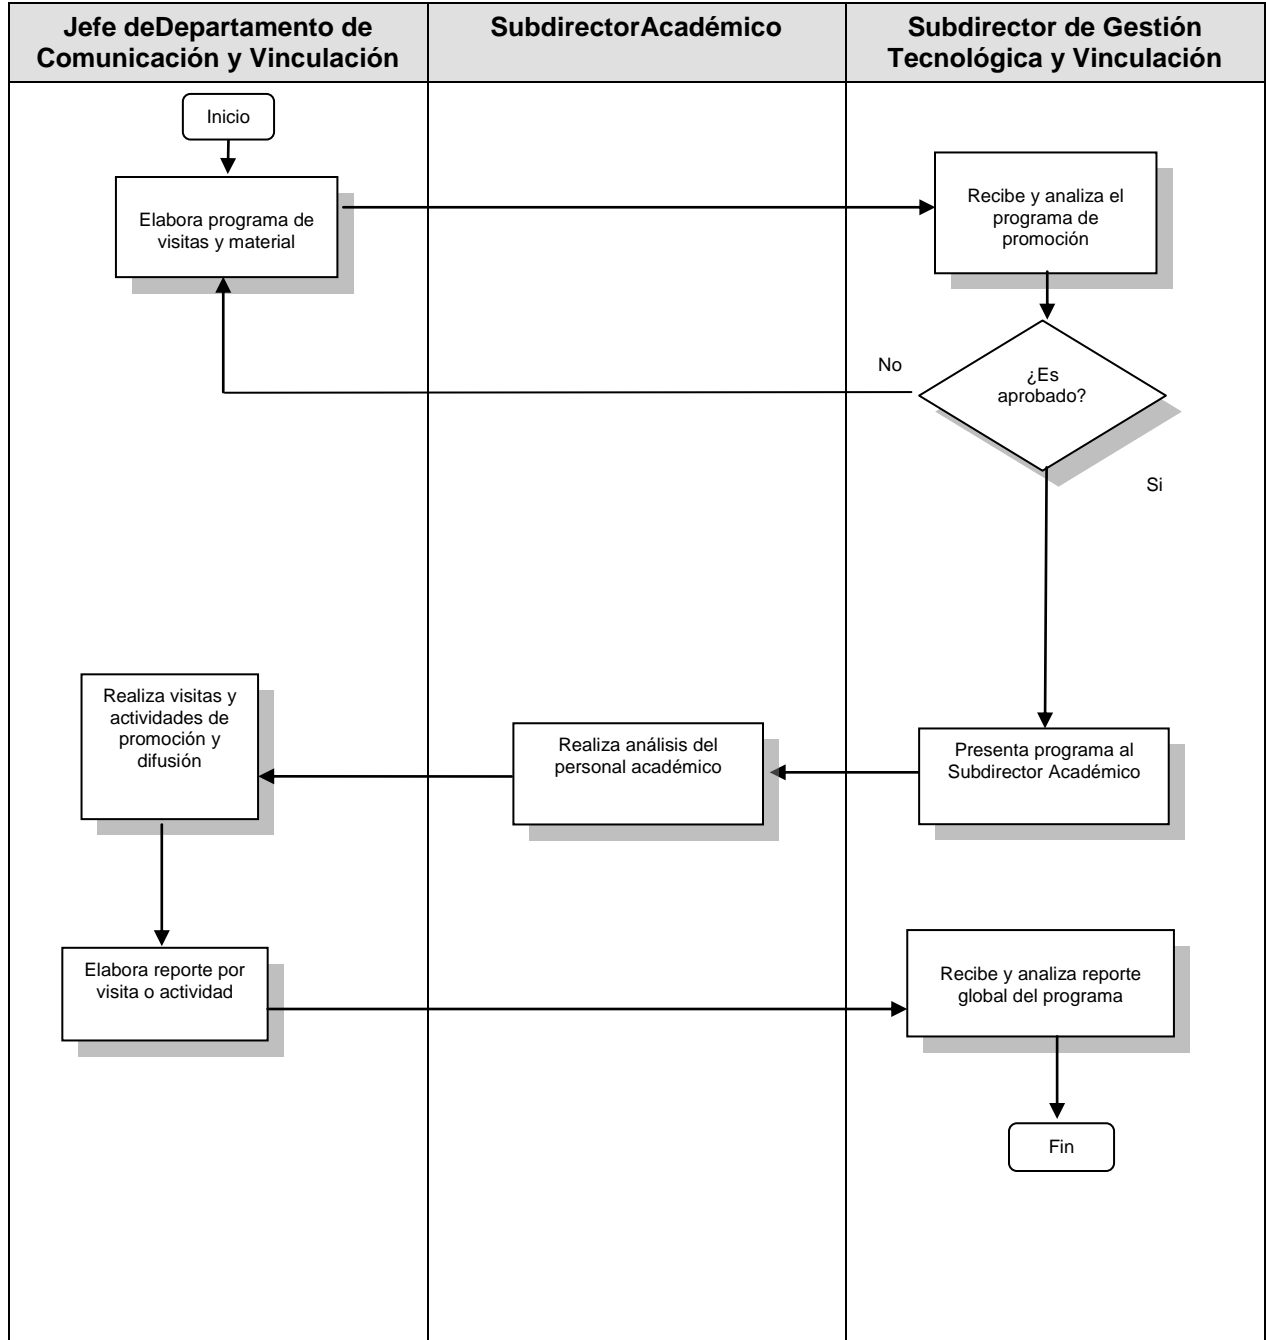 Jefe deDepartamento de
Comunicación y Vinculación
SubdirectorAcadémico
Subdirector de Gestión
Tecnológica y Vinculación
Inicio
Elabora programa de
visitas y material
Recibe y analiza el
programa de
promoción
No
¿Es
aprobado?
Si
Realiza visitas y
actividades de
promoción y
difusión
Realiza análisis del
personal académico
Presenta programa al
Subdirector Académico
Elabora reporte por
visita o actividad
Recibe y analiza reporte
global del programa
Fin